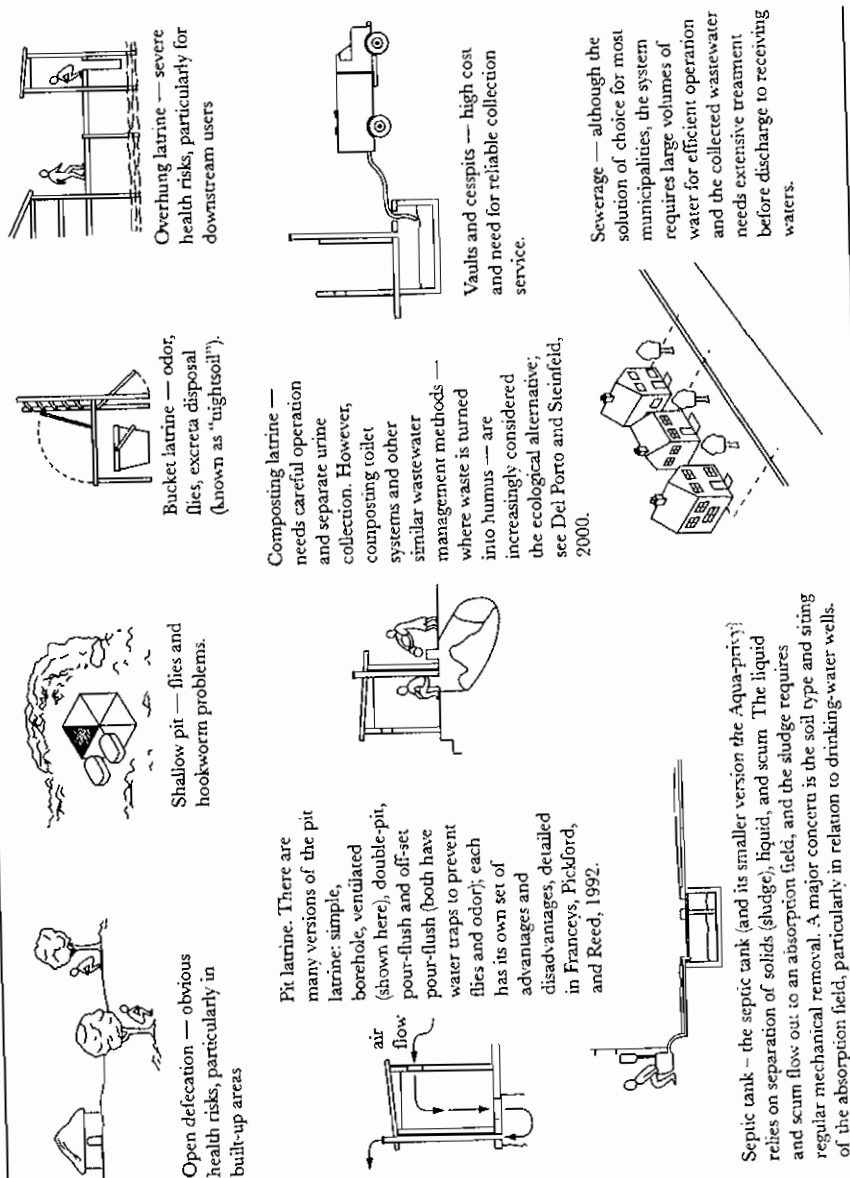 Open defecation — obvious
health risks, particularly in
built-up areas
Shallow pit — flies and
hookworm problems.
Bucket latrine — odor,
flies, excreta disposal
(known as “nightsoil”).
Overhung latrine — severe
health risks, particularly for
downstream users
air
flow
Pit latrine. There are
many versions of the pit
latrine: simple,
borehole, ventilated
(shown here), double-pit,
pour-flush and off-set
pour-flush (both have
water traps to prevent
flies and odor); each
has its own set of
advantages and
disadvantages, detailed
in Franceys, Pickford,
and Reed, 1992.
Composting latrine —
needs careful operation
and separate urine
collection. However,
composting toilet
systems and other
similar wastewater
management methods —
where waste is turned
into humus — are
increasingly considered
the ecological alternative;
see Del Porto and Steinfeld,
2000.
Vaults and cesspits — high cost
and need for reliable collection
service.
Septic tank – the septic tank (and its smaller version the Aqua-privy)
relies on separation of solids (sludge), liquid, and scum The liquid
and scum flow out to an absorption field, and the sludge requires
regular mechanical removal. A major concern is the soil type and siting
of the absorption field, particularly in relation to drinking-water wells.
Sewerage — although the
solution of choice for most
municipalities, the system
requires large volumes of
water for efficient operation
and the collected wastewater
needs extensive treatment
before discharge to receiving
waters.